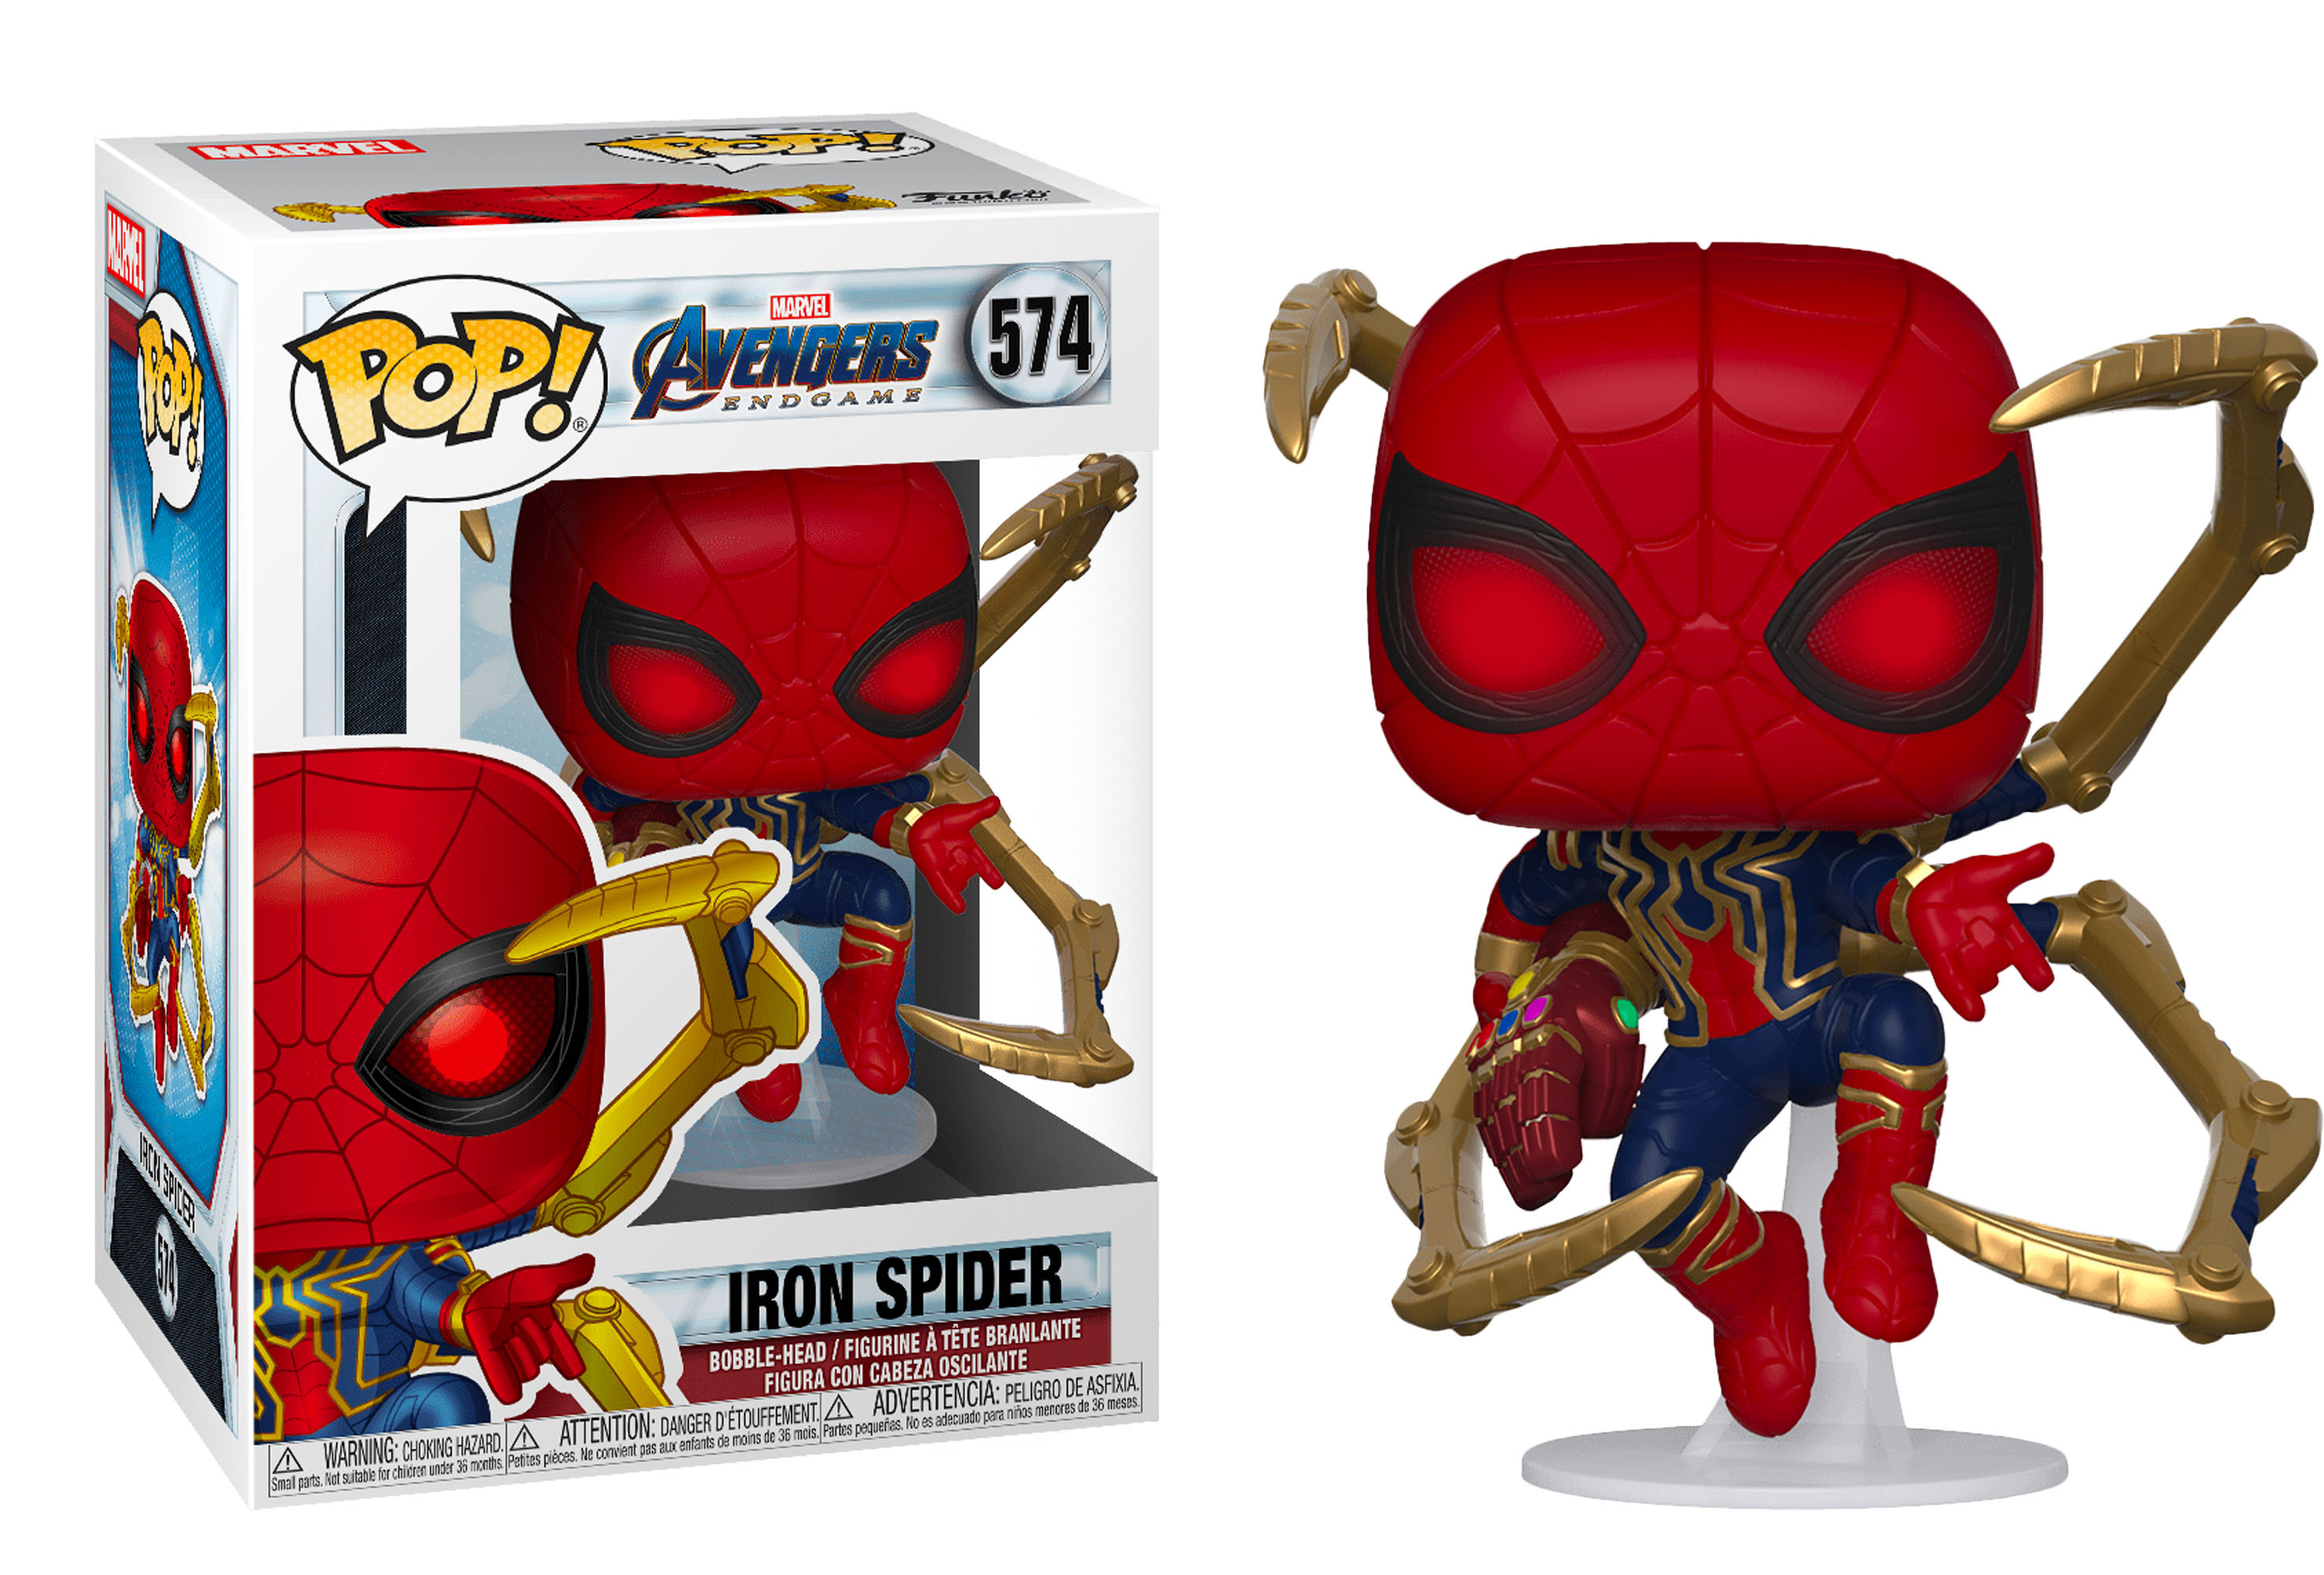 MARVEL
POP!
Funko
MARVEL
POP!
IRON SPIDER
574
POP!®
MARVEL
AVENGERS
ENDGAME
574
IRON SPIDER
BOBBLE-HEAD / FIGURINE À TÊTE BRANLANTE
FIGURA CON CABEZA OSCILANTE
WARNING: CHOKING HAZARD.
Small parts. Not suitable for children under 36 months.
ATTENTION: DANGER D'ÉTOUFFEMENT.
Petites pièces. Ne convient pas aux enfants de moins de 36 mois.
ADVERTENCIA: PELIGRO DE ASFIXIA.
Partes pequeñas. No es adecuado para niños menores de 36 meses.